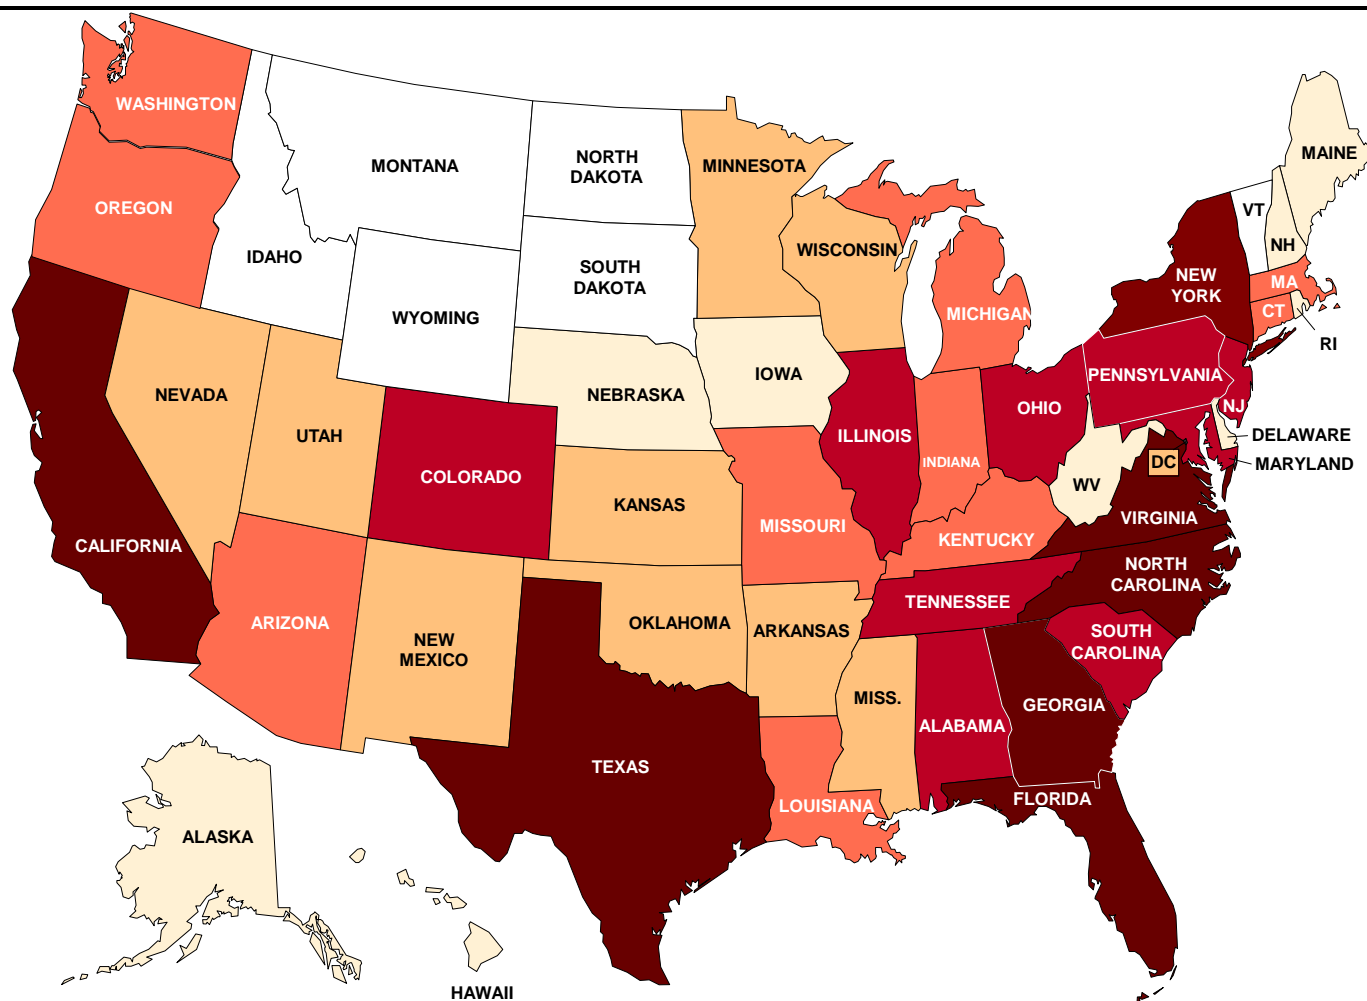 WASHINGTON
OREGON
CALIFORNIA
NEVADA
IDAHO
MONTANA
WYOMING
UTAH
ARIZONA
COLORADO
NEW
MEXICO
NORTH
DAKOTA
SOUTH
DAKOTA
NEBRASKA
KANSAS
OKLAHOMA
TEXAS
MINNESOTA
IOWA
MISSOURI
ARKANSAS
LOUISIANA
WISCONSIN
ILLINOIS
MICHIGAN
INDIANA
OHIO
KENTUCKY
TENNESSEE
MISS.
ALABAMA
GEORGIA
FLORIDA
SOUTH
CAROLINA
NORTH
CAROLINA
VIRGINIA
WV
DC
MARYLAND
DELAWARE
PENNSYLVANIA
NJ
NEW
YORK
CT
RI
MA
VT
NH
MAINE
ALASKA
HAWAII